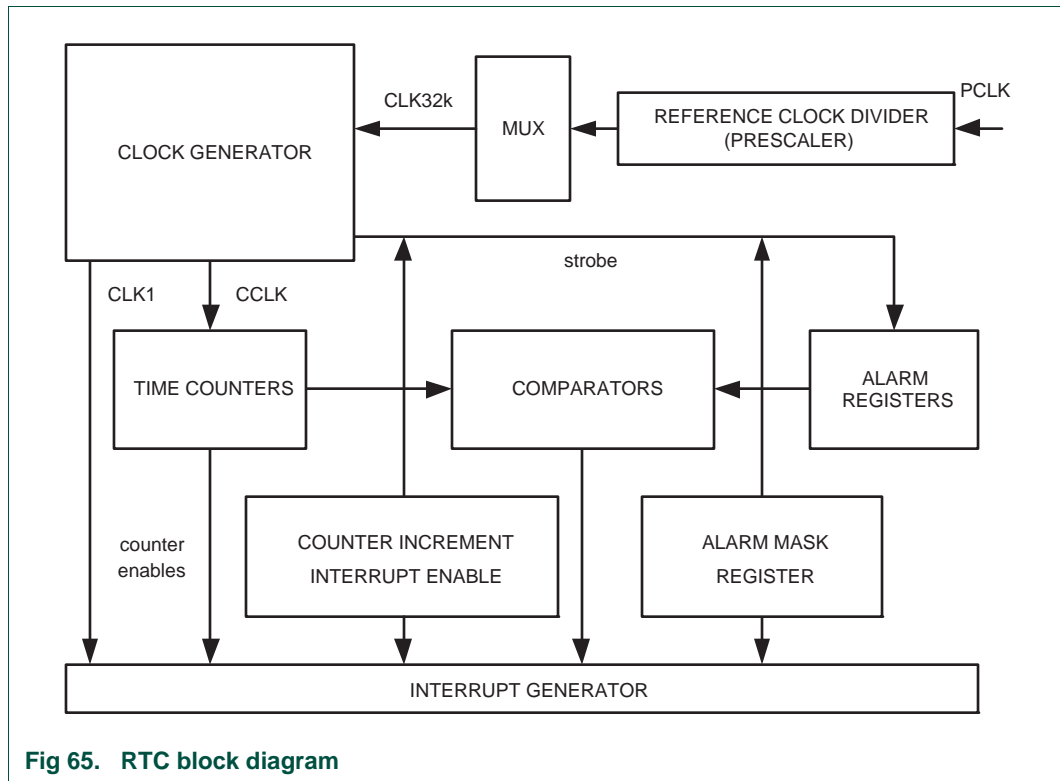 CLOCK GENERATOR
CLK32k
MUX
REFERENCE CLOCK DIVIDER
(PRESCALER)
PCLK
strobe
CLK1
CCLK
TIME COUNTERS
COMPARATORS
ALARM
REGISTERS
counter
enables
COUNTER INCREMENT
INTERRUPT ENABLE
ALARM MASK
REGISTER
INTERRUPT GENERATOR
Fig 65. RTC block diagram